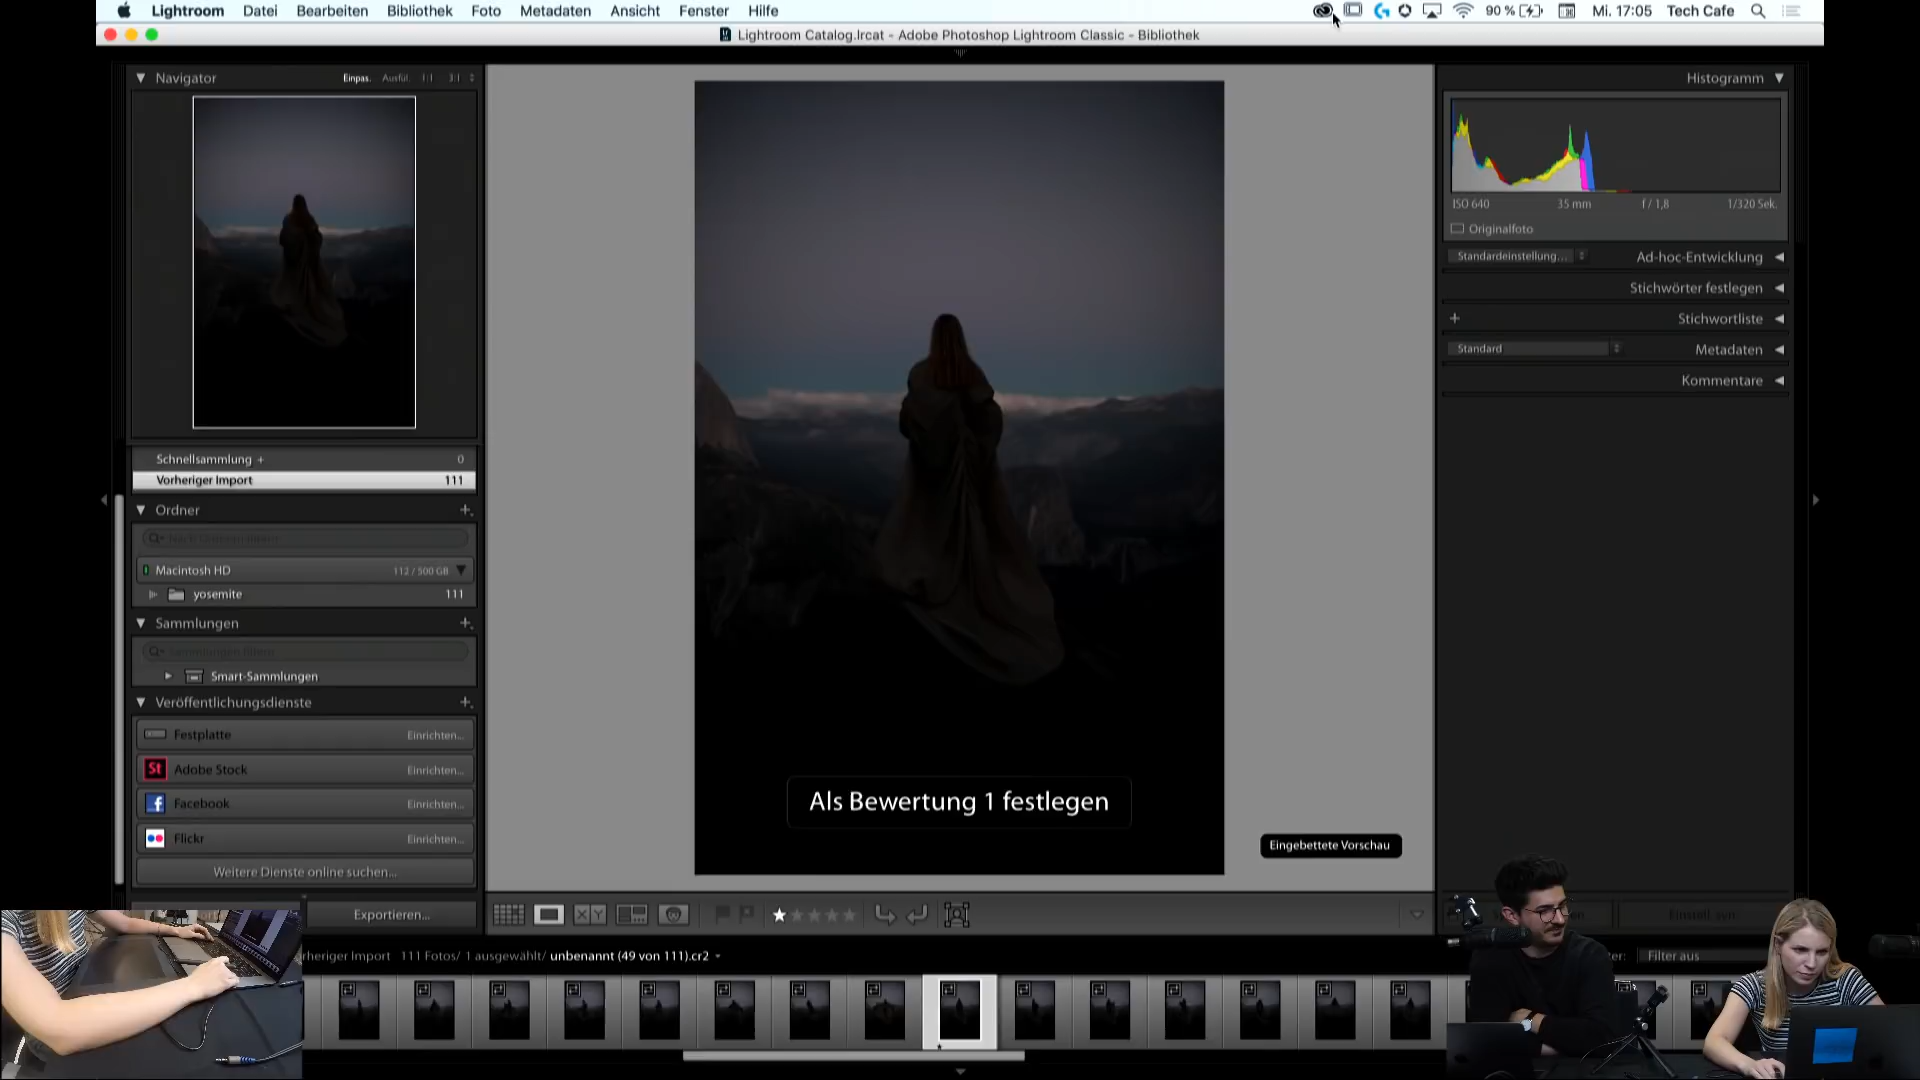 Lightroom Datei Bearbeiten Bibliothek Foto Metadaten Ansicht Fenster Hilfe
90 % Mi. 17:05 Tech Cafe
Lightroom Catalog.lrcat - Adobe Photoshop Lightroom Classic - Bibliothek
Navigator Einpas. Ausfül. 1:1 3:1
Histogramm
ISO 640 35 mm f / 1,8 1/320 Sek.
Originalfoto
Standardeinstellung... Ad-hoc-Entwicklung
Stichwörter festlegen
Stichwortliste
Standard Metadaten
Kommentare
Schnellsammlung + 0
Vorheriger Import 111
Ordner
Macintosh HD 112 / 500 GB
yosemite 111
Sammlungen
Sammlungen filtern
Smart-Sammlungen
Veröffentlichungsdienste
Festplatte Einrichten...
St Adobe Stock Einrichten...
Facebook Einrichten...
Flickr Einrichten...
Weitere Dienste online suchen...
Exportieren...
Als Bewertung 1 festlegen
Eingebettete Vorschau
XY
rheriger Import 111 Fotos/ 1 ausgewählt/ unbenannt (49 von 111).cr2
Filter aus